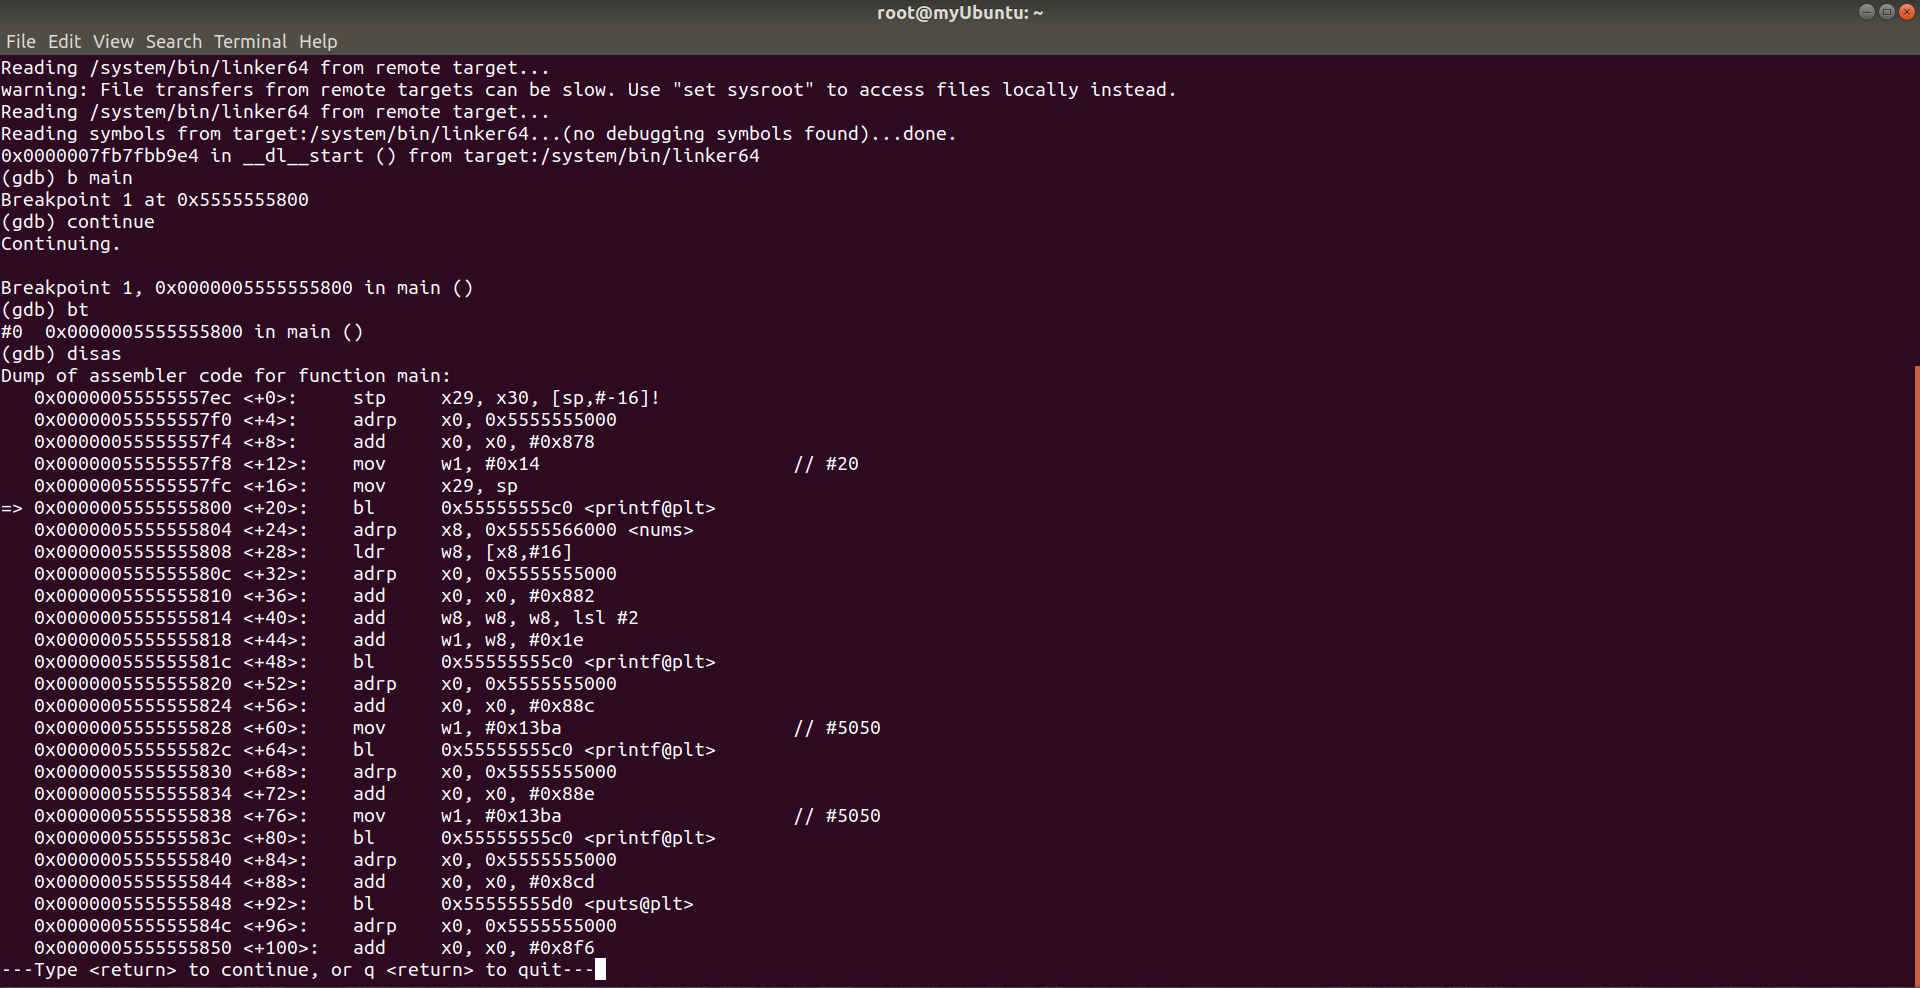 root@myUbuntu: ~
File Edit View Search Terminal Help
Reading /system/bin/linker64 from remote target...
warning: File transfers from remote targets can be slow. Use "set sysroot" to access files locally instead.
Reading /system/bin/linker64 from remote target...
Reading symbols from target:/system/bin/linker64...(no debugging symbols found)...done.
0x0000007fb7fbb9e4 in __dl__start () from target:/system/bin/linker64
(gdb) b main
Breakpoint 1 at 0x5555555800
(gdb) continue
Continuing.

Breakpoint 1, 0x0000005555555800 in main ()
(gdb) bt
#0  0x0000005555555800 in main ()
(gdb) disas
Dump of assembler code for function main:
   0x00000055555557ec <+0>:     stp     x29, x30, [sp,#-16]!
   0x00000055555557f0 <+4>:     adrp    x0, 0x5555555000
   0x00000055555557f4 <+8>:     add     x0, x0, #0x878
   0x00000055555557f8 <+12>:    mov     w1, #0x14                       // #20
   0x00000055555557fc <+16>:    mov     x29, sp
=> 0x0000005555555800 <+20>:    bl      0x55555555c0 <printf@plt>
   0x0000005555555804 <+24>:    adrp    x8, 0x5555566000 <nums>
   0x0000005555555808 <+28>:    ldr     w8, [x8,#16]
   0x000000555555580c <+32>:    adrp    x0, 0x5555555000
   0x0000005555555810 <+36>:    add     x0, x0, #0x882
   0x0000005555555814 <+40>:    add     w8, w8, w8, lsl #2
   0x0000005555555818 <+44>:    add     w1, w8, #0x1e
   0x000000555555581c <+48>:    bl      0x55555555c0 <printf@plt>
   0x0000005555555820 <+52>:    adrp    x0, 0x5555555000
   0x0000005555555824 <+56>:    add     x0, x0, #0x88c
   0x0000005555555828 <+60>:    mov     w1, #0x13ba                     // #5050
   0x000000555555582c <+64>:    bl      0x55555555c0 <printf@plt>
   0x0000005555555830 <+68>:    adrp    x0, 0x5555555000
   0x0000005555555834 <+72>:    add     x0, x0, #0x88e
   0x0000005555555838 <+76>:    mov     w1, #0x13ba                     // #5050
   0x000000555555583c <+80>:    bl      0x55555555c0 <printf@plt>
   0x0000005555555840 <+84>:    adrp    x0, 0x5555555000
   0x0000005555555844 <+88>:    add     x0, x0, #0x8cd
   0x0000005555555848 <+92>:    bl      0x55555555d0 <puts@plt>
   0x000000555555584c <+96>:    adrp    x0, 0x5555555000
   0x0000005555555850 <+100>:   add     x0, x0, #0x8f6
---Type <return> to continue, or q <return> to quit---